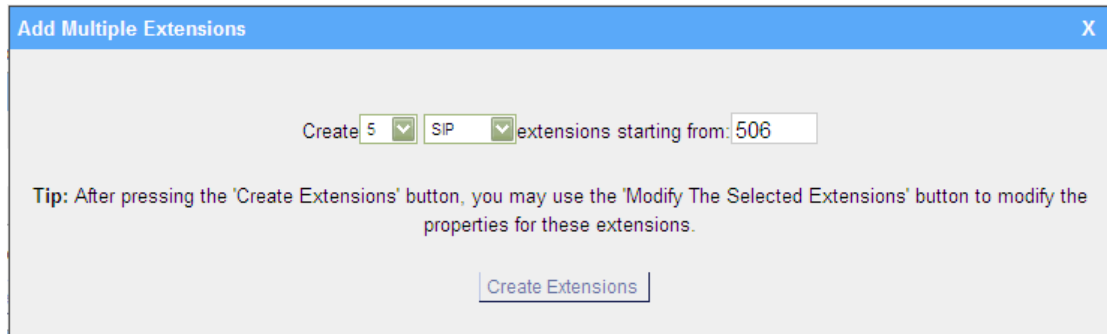 Add Multiple Extensions X
Create 5 SIP extensions starting from: 506
Tip: After pressing the 'Create Extensions' button, you may use the 'Modify The Selected Extensions' button to modify the
properties for these extensions.
Create Extensions